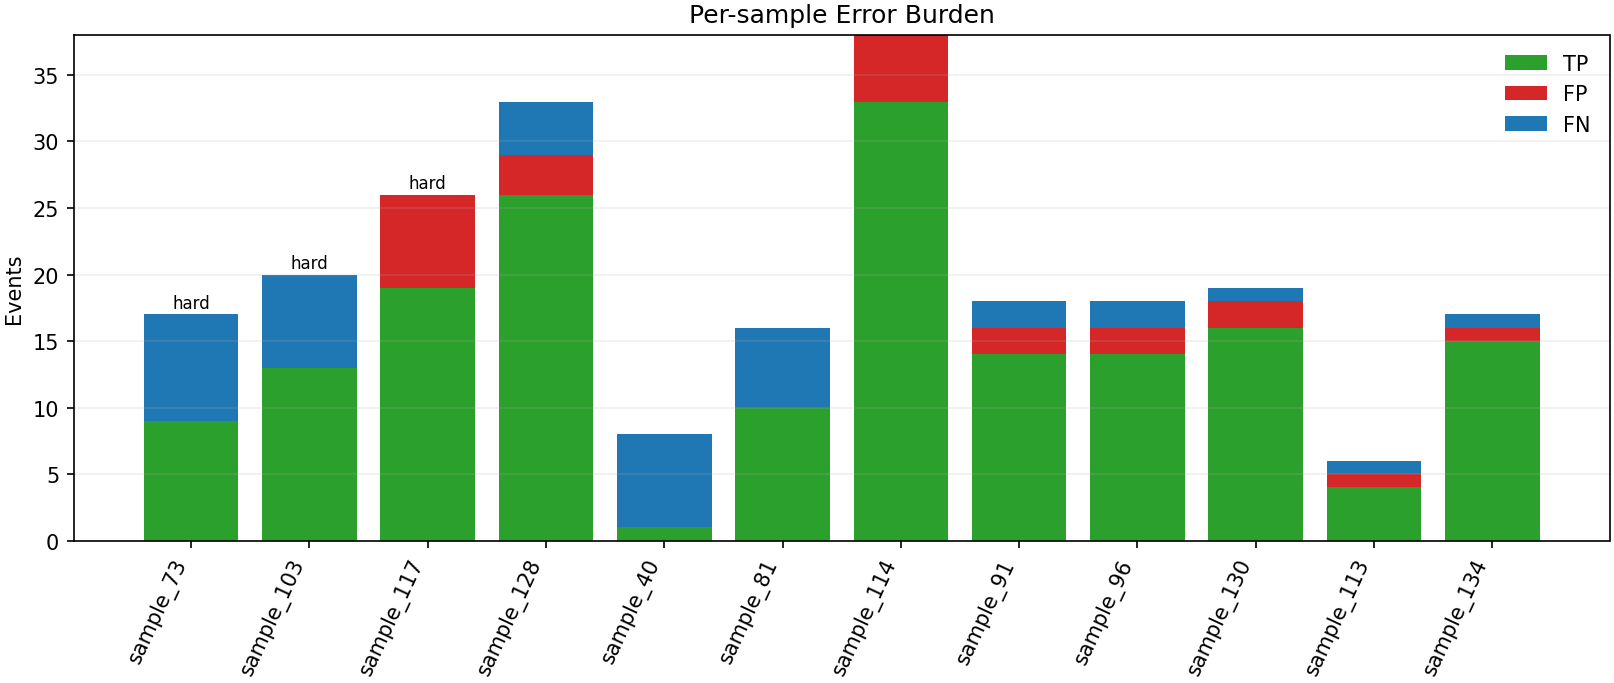 Per-sample Error Burden
TP
FP
FN
Events
35
30
25
20
15
10
5
0
hard
hard
hard
sample_73
sample_103
sample_117
sample_128
sample_40
sample_81
sample_114
sample_91
sample_96
sample_130
sample_113
sample_134